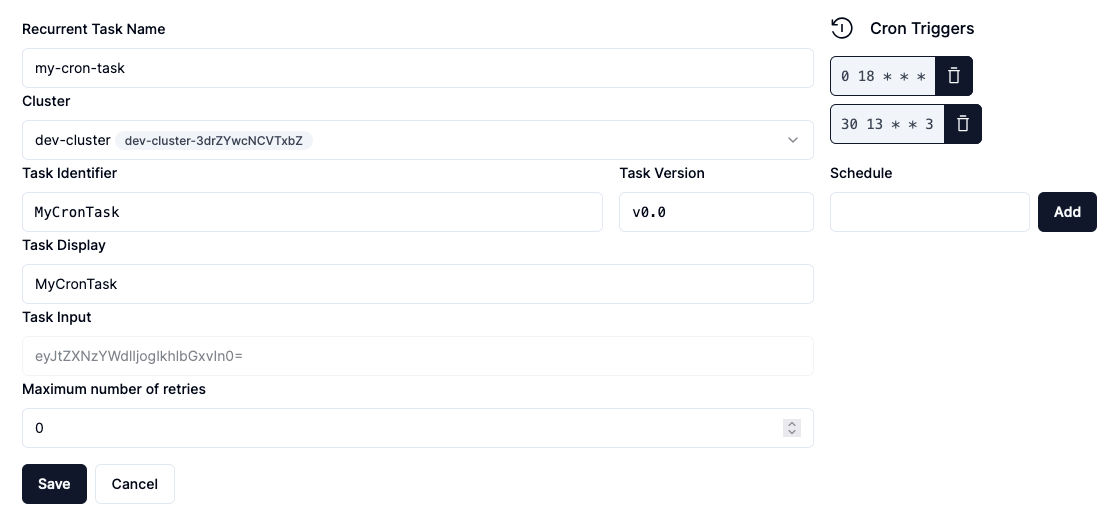 Recurrent Task Name
my-cron-task
Cluster
dev-cluster dev-cluster-3drZYwcNCVTxbZ
Task Identifier
MyCronTask
Task Version
v0.0
Task Display
MyCronTask
Task Input
eyJtZXNzYWdlIjogIkhlbGxvIn0=
Maximum number of retries
0
Save Cancel
Cron Triggers
0 18 * * *
30 13 * * 3
Schedule
Add